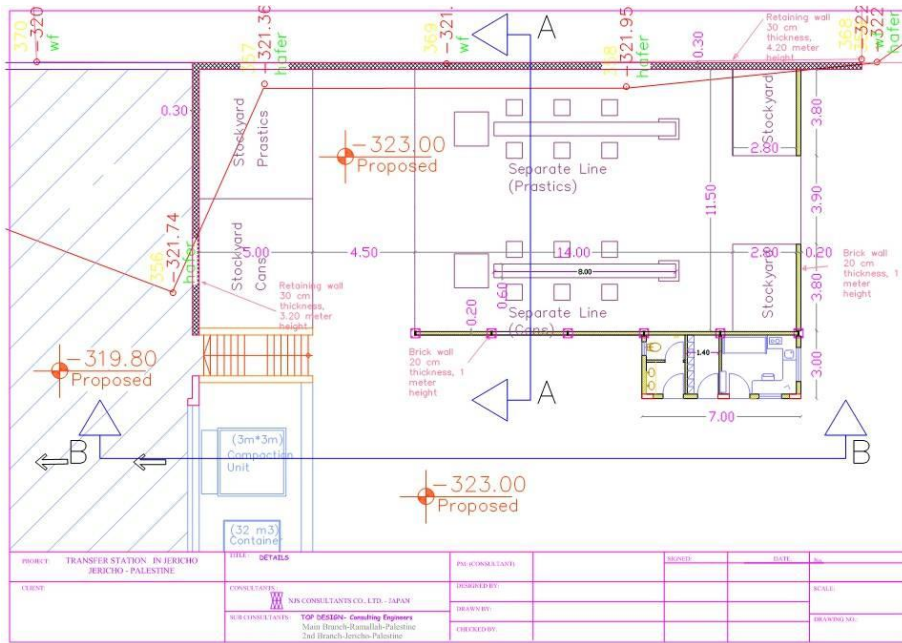 370
-320
wf
-321.36
hafer
369
-321.
wf
-321.95
hafer
368
-322
wf
-322
hafer
A
0.30
Retaining wall
30 cm
thickness,
4.20 meter
height
0.30
Stockyard
Prastics
-323.00
Proposed
Separate Line
(Prastics)
Stockyard
2.80
3.80
11.50
3.90
-321.74
356
hafer
5.00
4.50
14.00
8.00
2.80
0.20
Stockyard
Cans
Retaining wall
30 cm
thickness,
3.20 meter
height
0.20
0.60
Separate Line
(Cans)
Stockyard
3.80
Brick wall
20 cm
thickness, 1
meter
height
-319.80
Proposed
Brick wall
20 cm
thickness, 1
meter
height
1.40
3.00
A
7.00
B
(3m*3m)
Compaction
Unit
B
-323.00
Proposed
(32 m3)
Container
PROJECT: TRANSFER STATION IN JERICHO
JERICHO - PALESTINE
TITLE: DETAILS
CLIENT:
CONSULTANTS:
NJS CONSULTANTS CO., LTD. - JAPAN
SUB CONSULTANTS: TOP DESIGN- Consulting Engineers
Main Branch-Ramallah-Palestine
2nd Branch-Jericho-Palestine
PM. (CONSULTANT)
DESIGNED BY:
DRAWN BY:
CHECKED BY:
SIGNED:
DATE:
No.
SCALE:
DRAWING NO.: